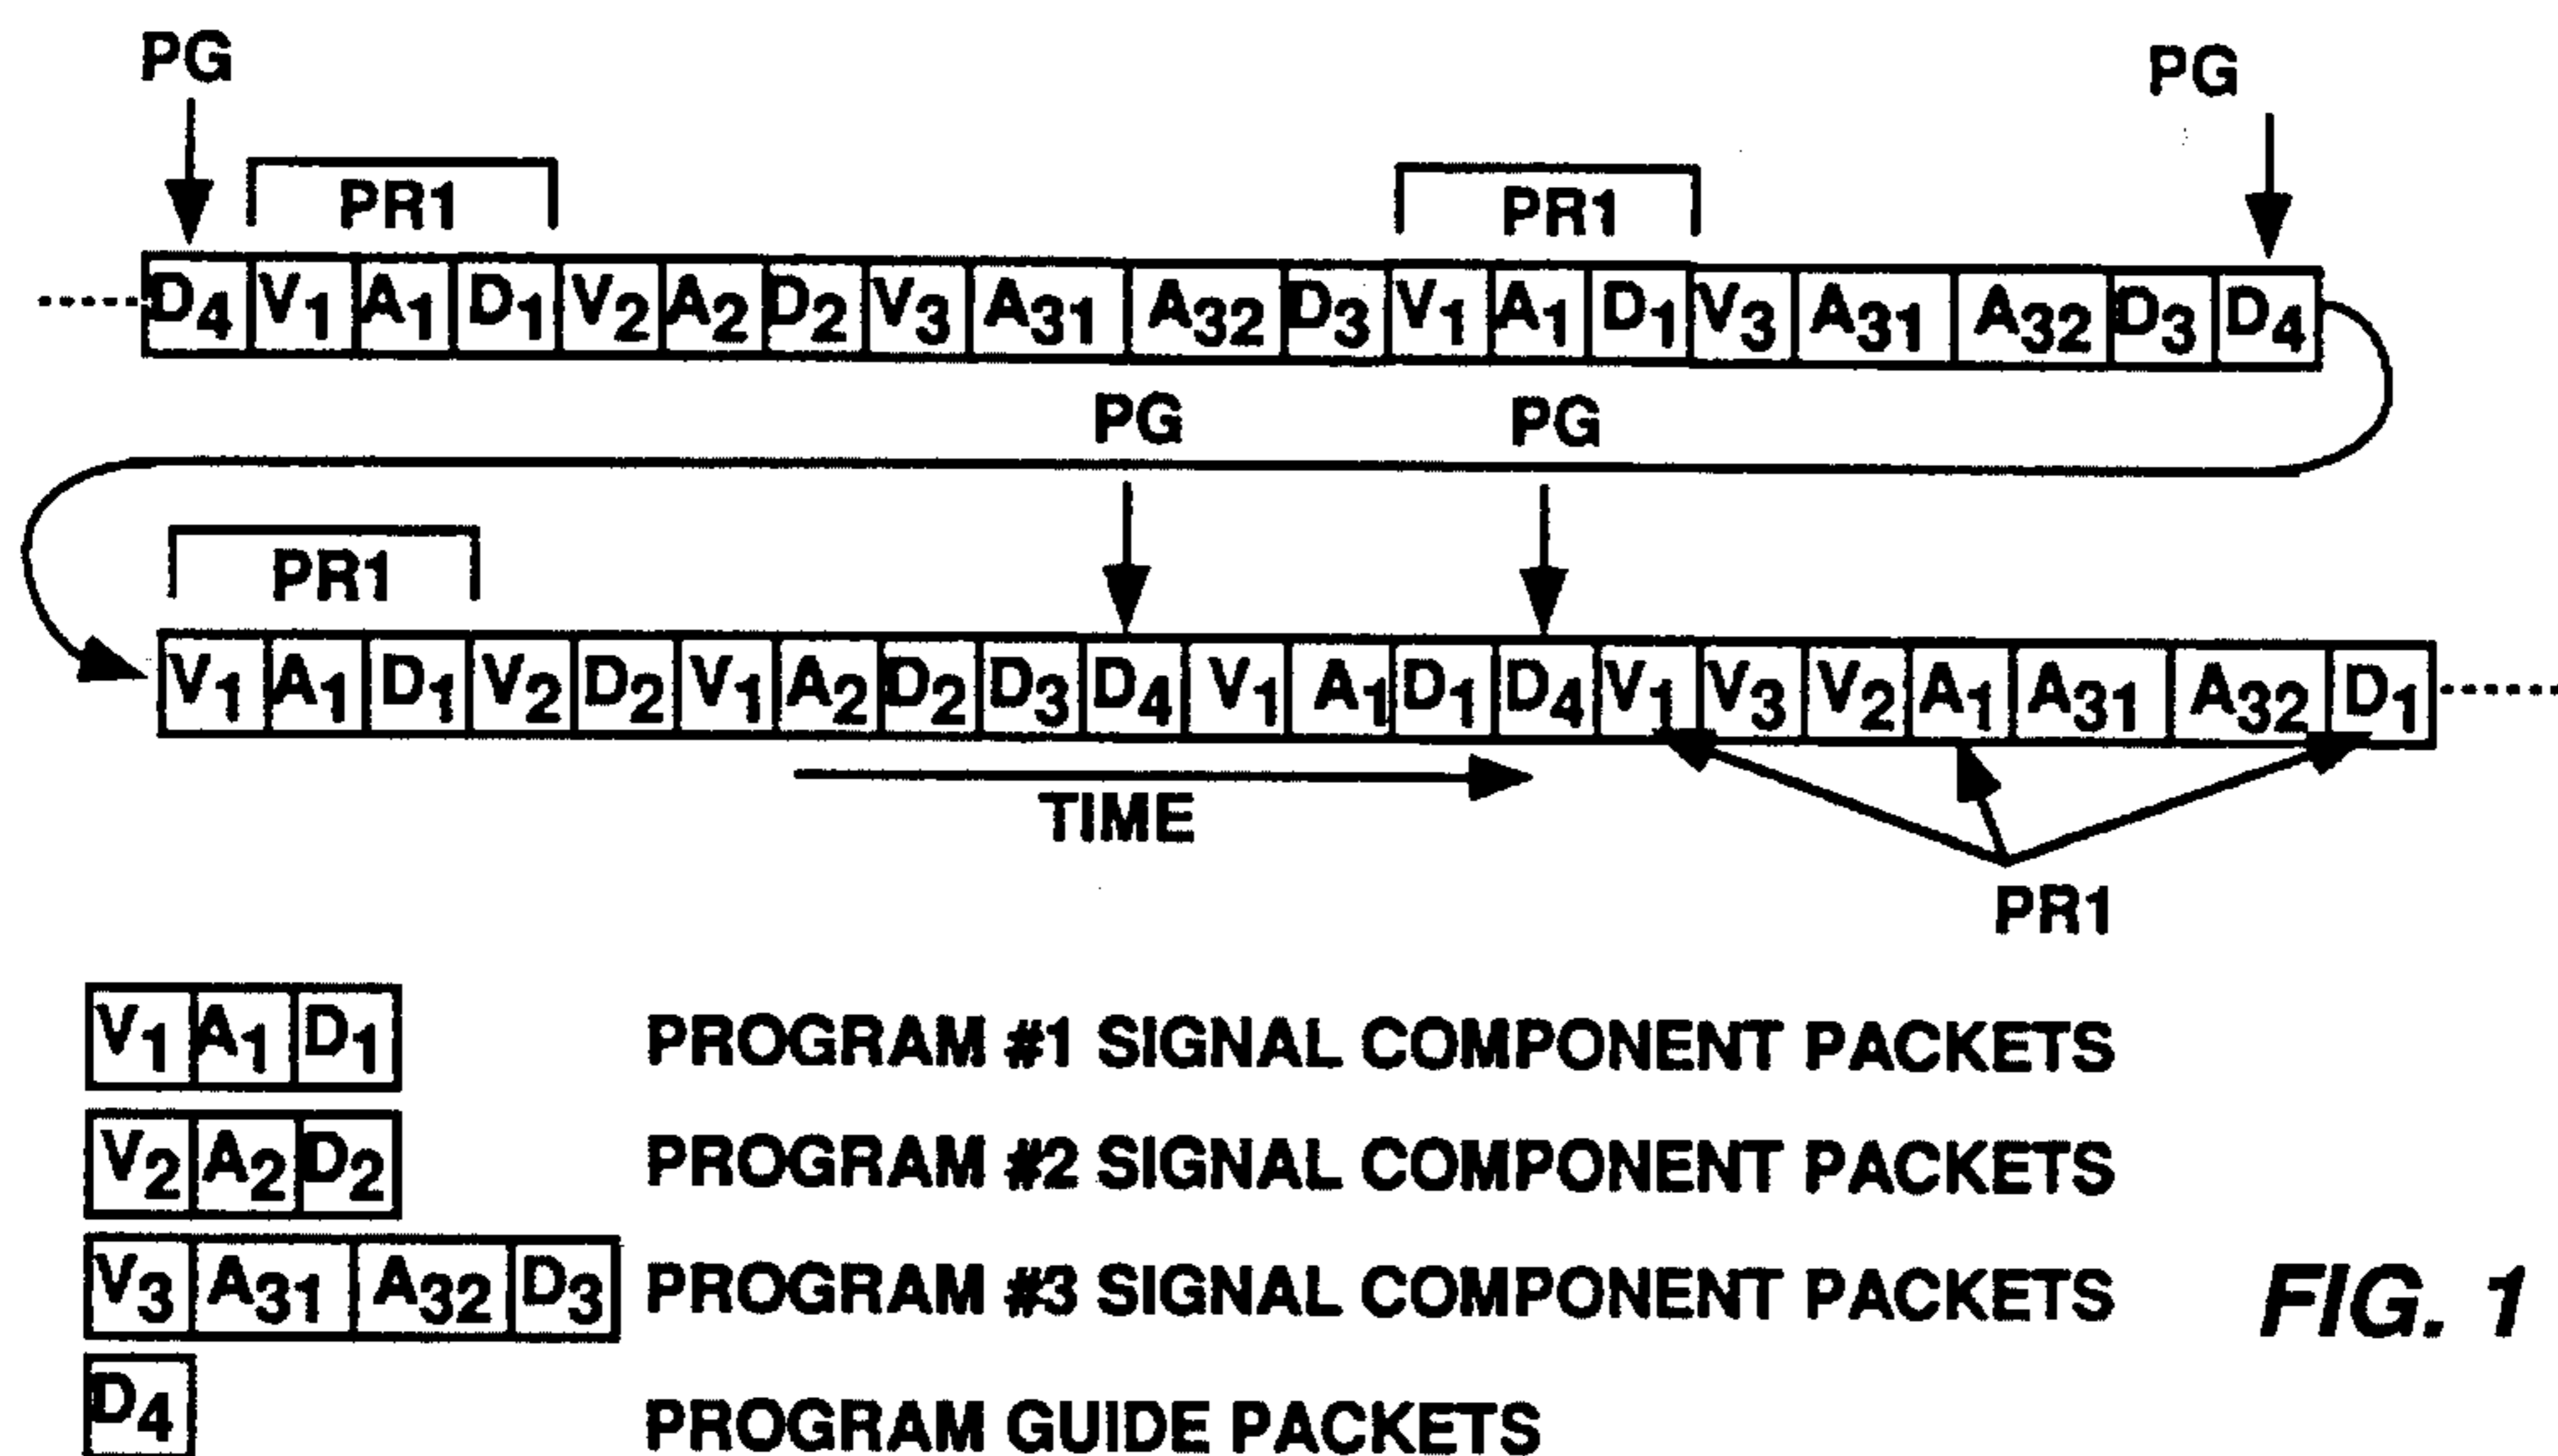 PG PG
PR1 PR1
D4 V1 A1 D1 V2 A2 D2 V3 A31 A32 D3 V1 A1 D1 V3 A31 A32 D3 D4
PG PG
PR1
V1 A1 D1 V2 D2 V1 A2 D2 D3 D4 V1 A1 D1 D4 V1 V3 V2 A1 A31 A32 D1
TIME
PR1
V1 A1 D1 PROGRAM #1 SIGNAL COMPONENT PACKETS
V2 A2 D2 PROGRAM #2 SIGNAL COMPONENT PACKETS
V3 A31 A32 D3 PROGRAM #3 SIGNAL COMPONENT PACKETS
FIG. 1
D4 PROGRAM GUIDE PACKETS